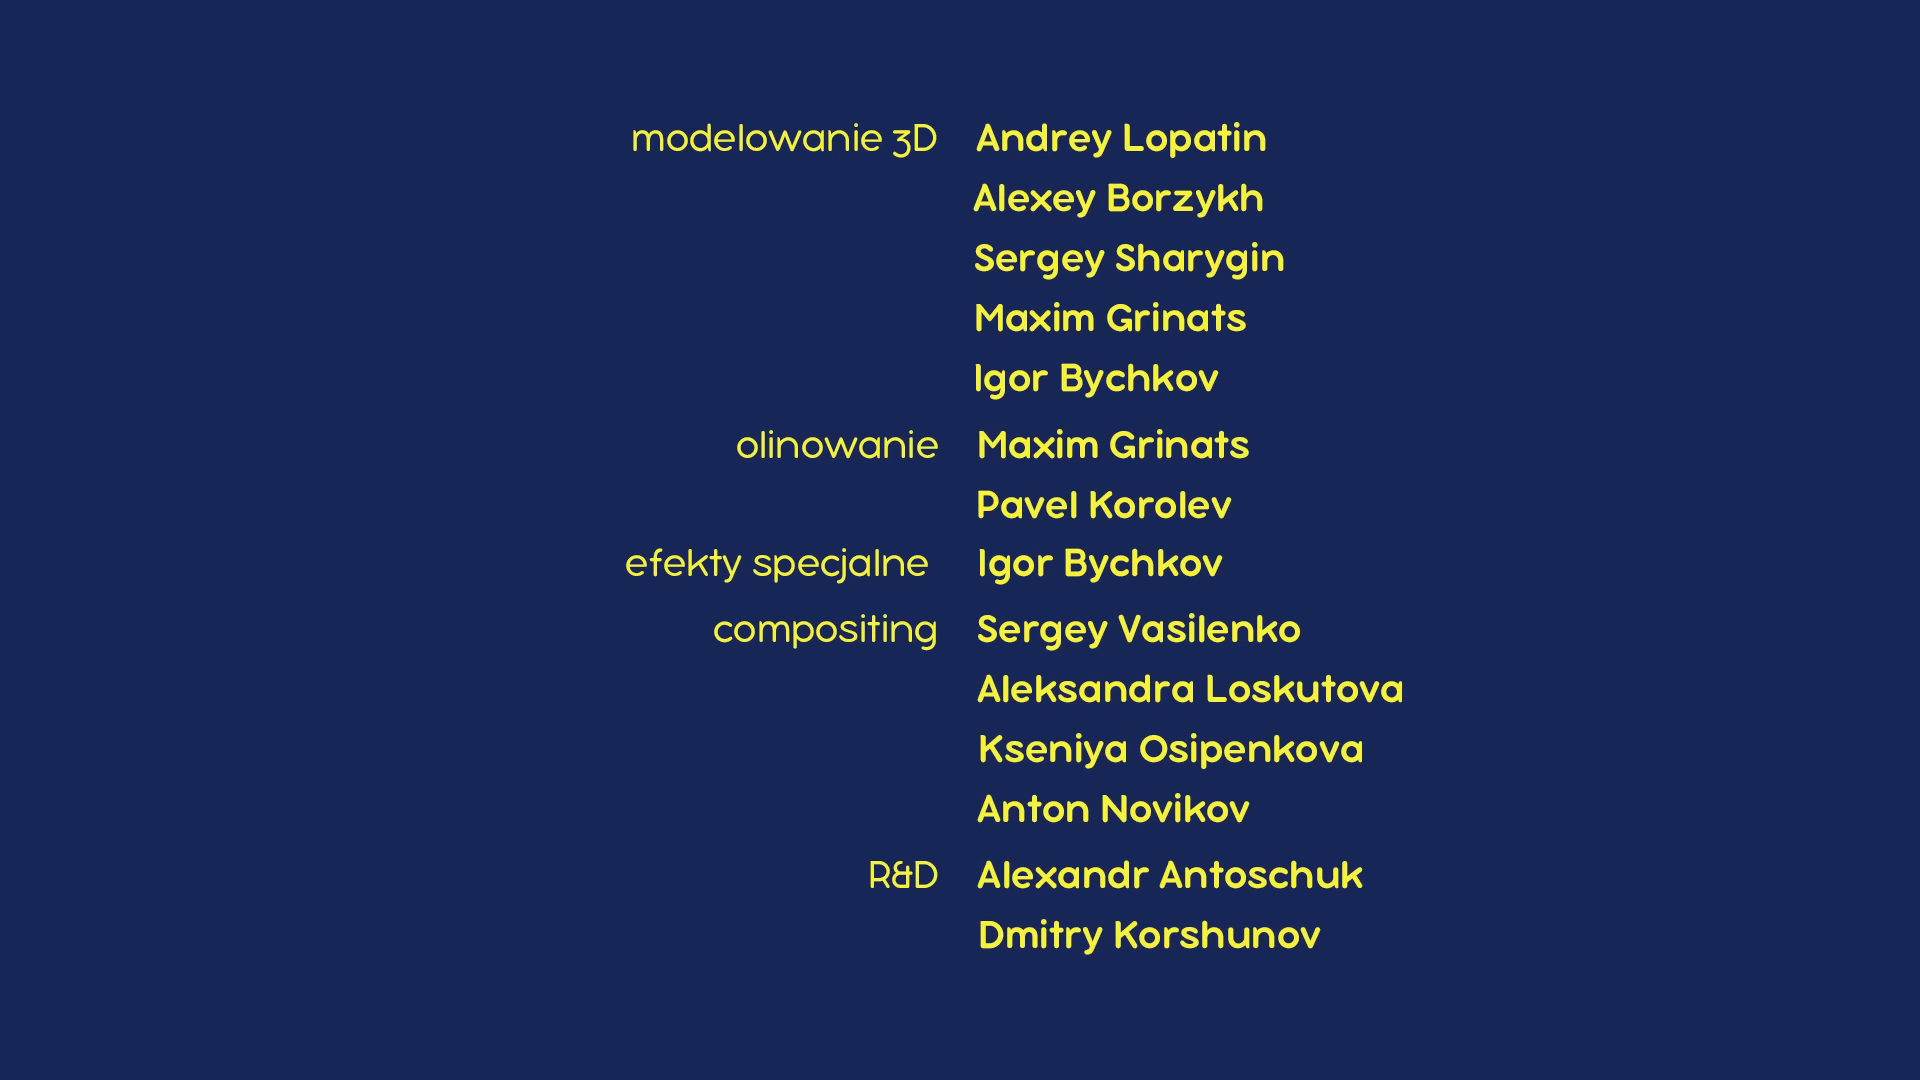 modelowanie 3D Andrey Lopatin
Alexey Borzykh
Sergey Sharygin
Maxim Grinats
Igor Bychkov
olinowanie Maxim Grinats
Pavel Korolev
efekty specjalne Igor Bychkov
compositing Sergey Vasilenko
Aleksandra Loskutova
Kseniya Osipenkova
Anton Novikov
R&D Alexandr Antoschuk
Dmitry Korshunov